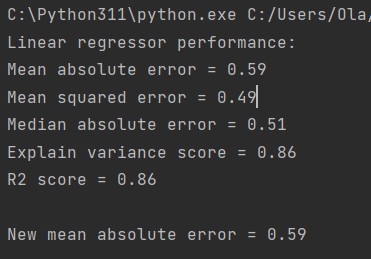 C:\Python311\python.exe C:/Users/Ola/
Linear regressor performance:
Mean absolute error = 0.59
Mean squared error = 0.49
Median absolute error = 0.51
Explain variance score = 0.86
R2 score = 0.86
New mean absolute error = 0.59